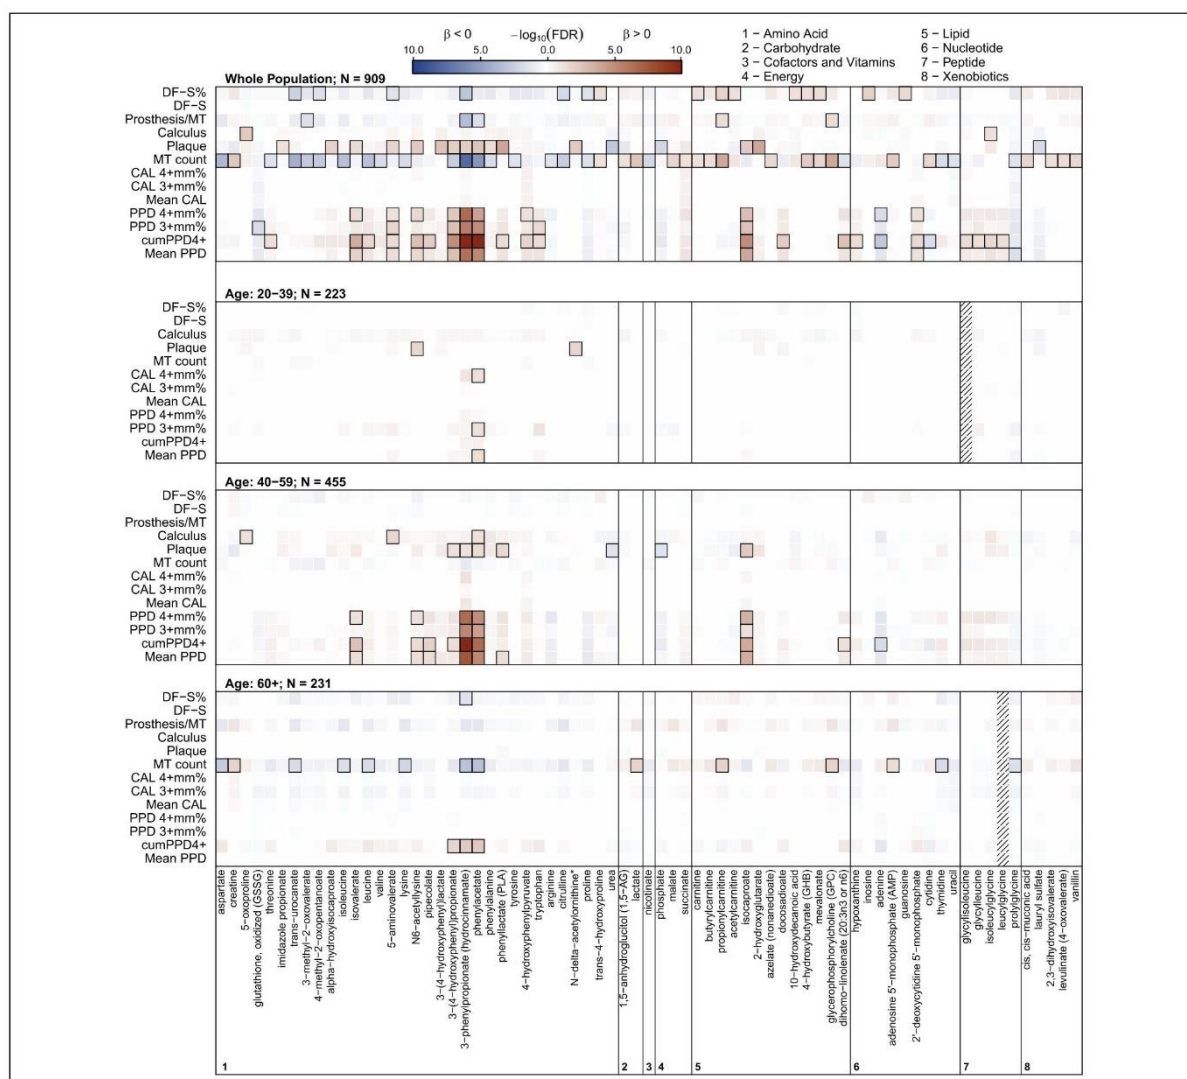 β < 0 −log10(FDR) β > 0
10.0 5.0 0.0 5.0 10.0
1 − Amino Acid
2 − Carbohydrate
3 − Cofactors and Vitamins
4 − Energy
5 − Lipid
6 − Nucleotide
7 − Peptide
8 − Xenobiotics
Whole Population; N = 909
DF−S%
DF−S
Prosthesis/MT
Calculus
Plaque
MT count
CAL 4+mm%
CAL 3+mm%
Mean CAL
PPD 4+mm%
PPD 3+mm%
cumPPD4+
Mean PPD
Age: 20−39; N = 223
DF−S%
DF−S
Calculus
Plaque
MT count
CAL 4+mm%
CAL 3+mm%
Mean CAL
PPD 4+mm%
PPD 3+mm%
cumPPD4+
Mean PPD
Age: 40−59; N = 455
DF−S%
DF−S
Prosthesis/MT
Calculus
Plaque
MT count
CAL 4+mm%
CAL 3+mm%
Mean CAL
PPD 4+mm%
PPD 3+mm%
cumPPD4+
Mean PPD
Age: 60+; N = 231
DF−S%
DF−S
Prosthesis/MT
Calculus
Plaque
MT count
CAL 4+mm%
CAL 3+mm%
Mean CAL
PPD 4+mm%
PPD 3+mm%
cumPPD4+
Mean PPD
aspartate
creatine
5−oxoproline
glutathione, oxidized (GSSG)
threonine
imidazole propionate
trans−urocanate
3−methyl−2−oxovalerate
4−methyl−2−oxopentanoate
alpha−hydroxyisocaproate
isoleucine
isovalerate
leucine
valine
5−aminovalerate
lysine
N6−acetyllysine
pipecolate
3−(4−hydroxyphenyl)lactate
3−(4−hydroxyphenyl)propionate
3−phenylpropionate (hydrocinnamate)
phenylacetate
phenylalanine
phenyllactate (PLA)
tyrosine
4−hydroxyphenylpyruvate
tryptophan
arginine
citrulline
N−delta−acetylornithine*
proline
trans−4−hydroxyproline
urea
1,5−anhydroglucitol (1,5−AG)
lactate
nicotinate
phosphate
malate
succinate
carnitine
butyrylcarnitine
propionylcarnitine
acetylcarnitine
isocaproate
2−hydroxyglutarate
azelate (nonanedioate)
docosadioate
10−hydroxydecanoic acid
4−hydroxybutyrate (GHB)
mevalonate
glycerophosphorylcholine (GPC)
dihomo−linolenate (20:3n3 or n6)
hypoxanthine
inosine
adenine
adenosine 5'−monophosphate (AMP)
guanosine
2'−deoxycytidine 5'−monophosphate
cytidine
thymidine
uracil
glycylisoleucine
glycylleucine
isoleucylglycine
leucylglycine
prolylglycine
cis, cis−muconic acid
lauryl sulfate
2,3−dihydroxyisovalerate
levulinate (4−oxovalerate)
vanillin
1 2 3 4 5 6 7 8